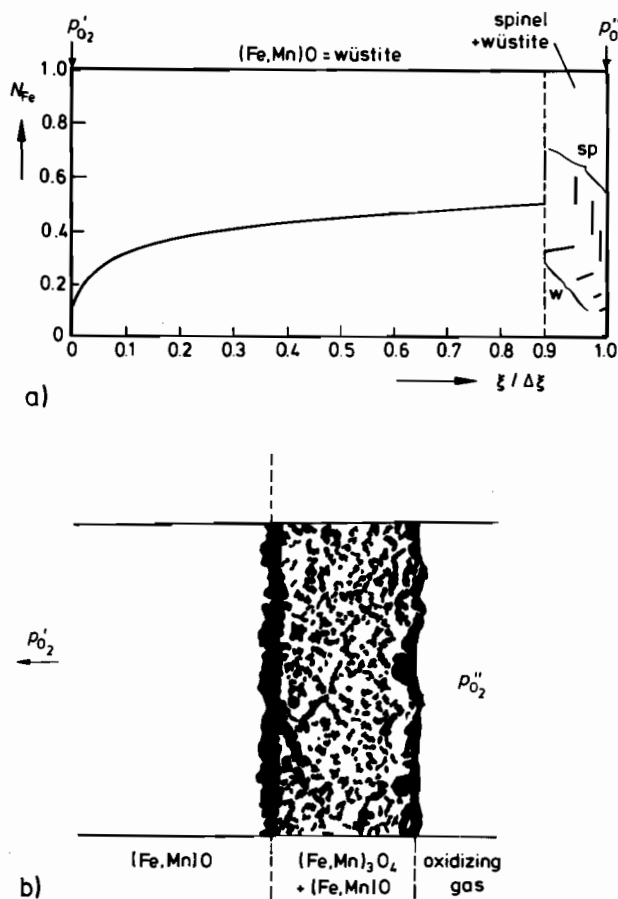 p'O₂
(Fe,Mn)O = wüstite
spinel
+wüstite
p''O₂
NFe
1.0
0.8
0.6
0.4
0.2
0
sp
w
0
0.1
0.2
0.3
0.4
0.5
0.6
0.7
0.8
0.9
1.0
ξ/Δξ
a)
p'O₂
p''O₂
(Fe,Mn)O
(Fe,Mn)₃O₄
+ (Fe,Mn)O
oxidizing
gas
b)